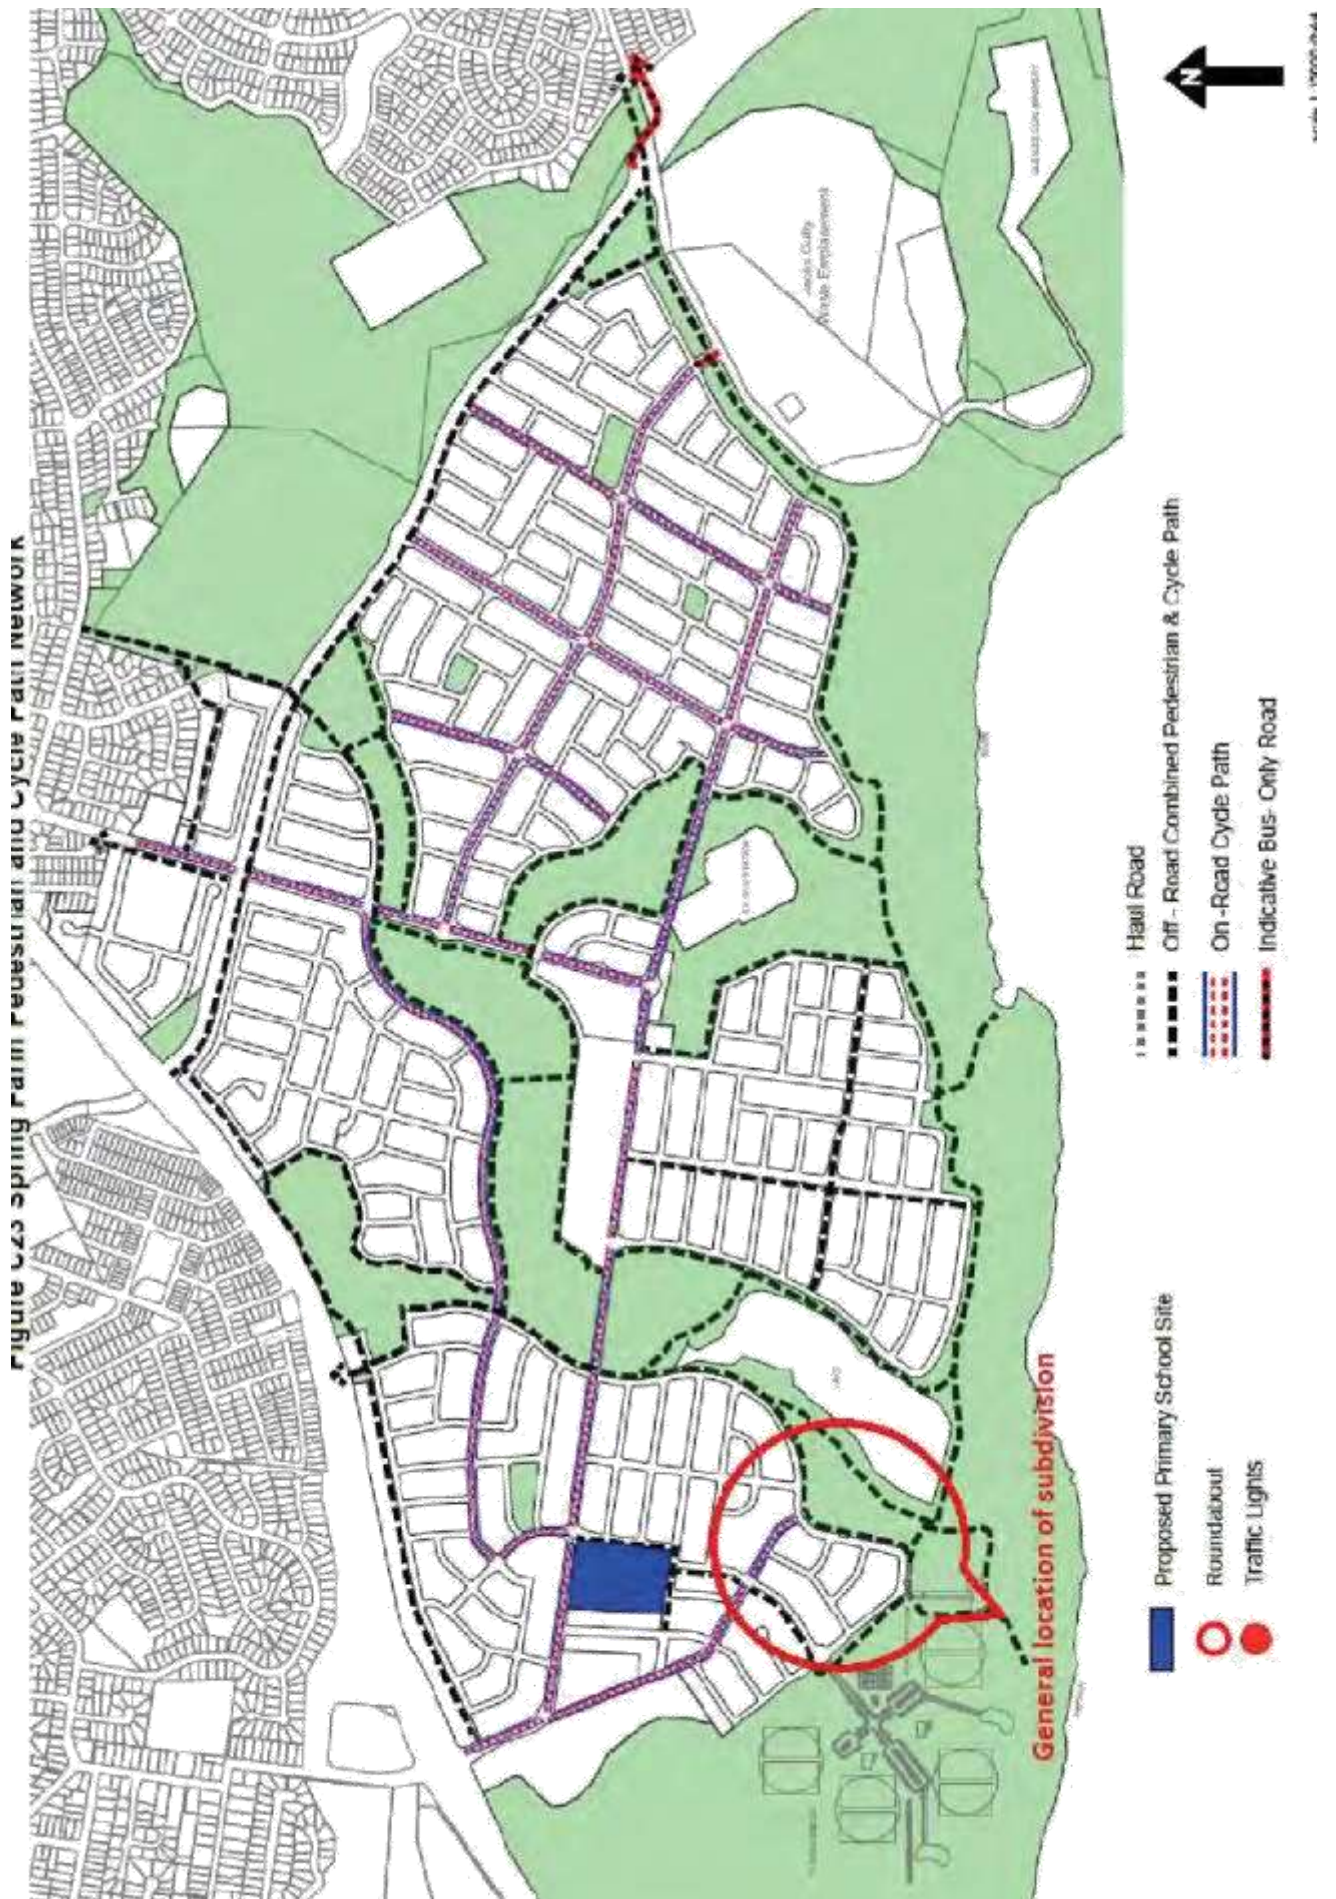 Figure C23 Spring Farm Pedestrian and Cycle Path Network
General location of subdivision
Proposed Primary School Site
Roundabout
Traffic Lights
Haul Road
Off - Road Combined Pedestrian & Cycle Path
On -Road Cycle Path
Indicative Bus- Only Road
N